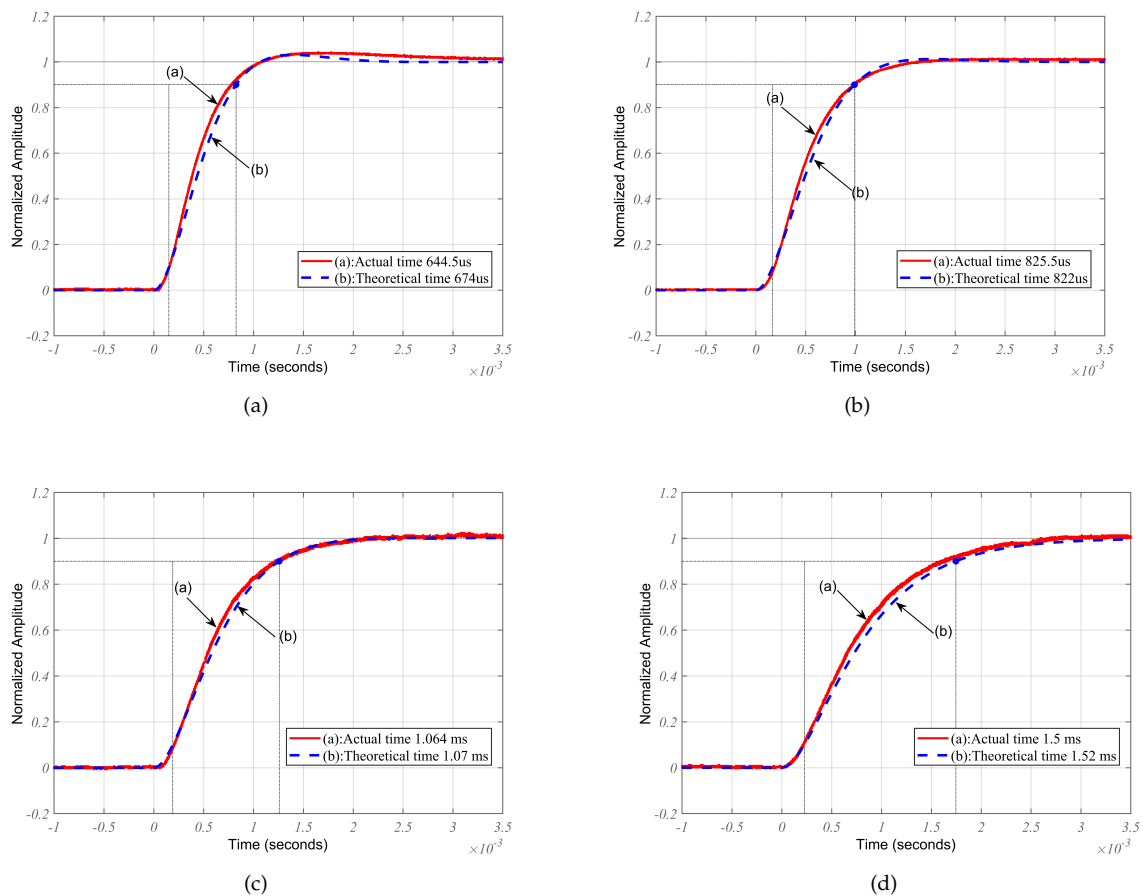 1.2
1
0.8
0.6
0.4
0.2
0
-0.2
Normalized Amplitude
(a)
(b)
(a):Actual time 644.5us
(b):Theoretical time 674us
-1 -0.5 0 0.5 1 1.5 2 2.5 3 3.5
Time (seconds)
×10-3
(a)
1.2
1
0.8
0.6
0.4
0.2
0
-0.2
Normalized Amplitude
(a)
(b)
(a):Actual time 825.5us
(b):Theoretical time 822us
-1 -0.5 0 0.5 1 1.5 2 2.5 3 3.5
Time (seconds)
×10-3
(b)
1.2
1
0.8
0.6
0.4
0.2
0
-0.2
Normalized Amplitude
(a)
(b)
(a):Actual time 1.064 ms
(b):Theoretical time 1.07 ms
-1 -0.5 0 0.5 1 1.5 2 2.5 3 3.5
Time (seconds)
×10-3
(c)
1.2
1
0.8
0.6
0.4
0.2
0
-0.2
Normalized Amplitude
(a)
(b)
(a):Actual time 1.5 ms
(b):Theoretical time 1.52 ms
-1 -0.5 0 0.5 1 1.5 2 2.5 3 3.5
Time (seconds)
×10-3
(d)